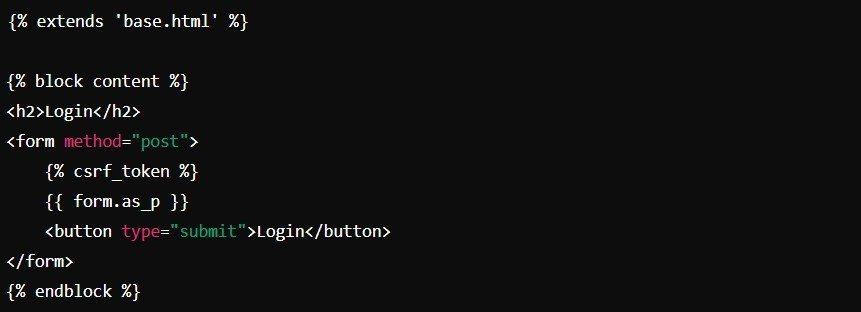 {% extends 'base.html' %}
{% block content %}
<h2>Login</h2>
<form method="post">
    {% csrf_token %}
    {{ form.as_p }}
    <button type="submit">Login</button>
</form>
{% endblock %}